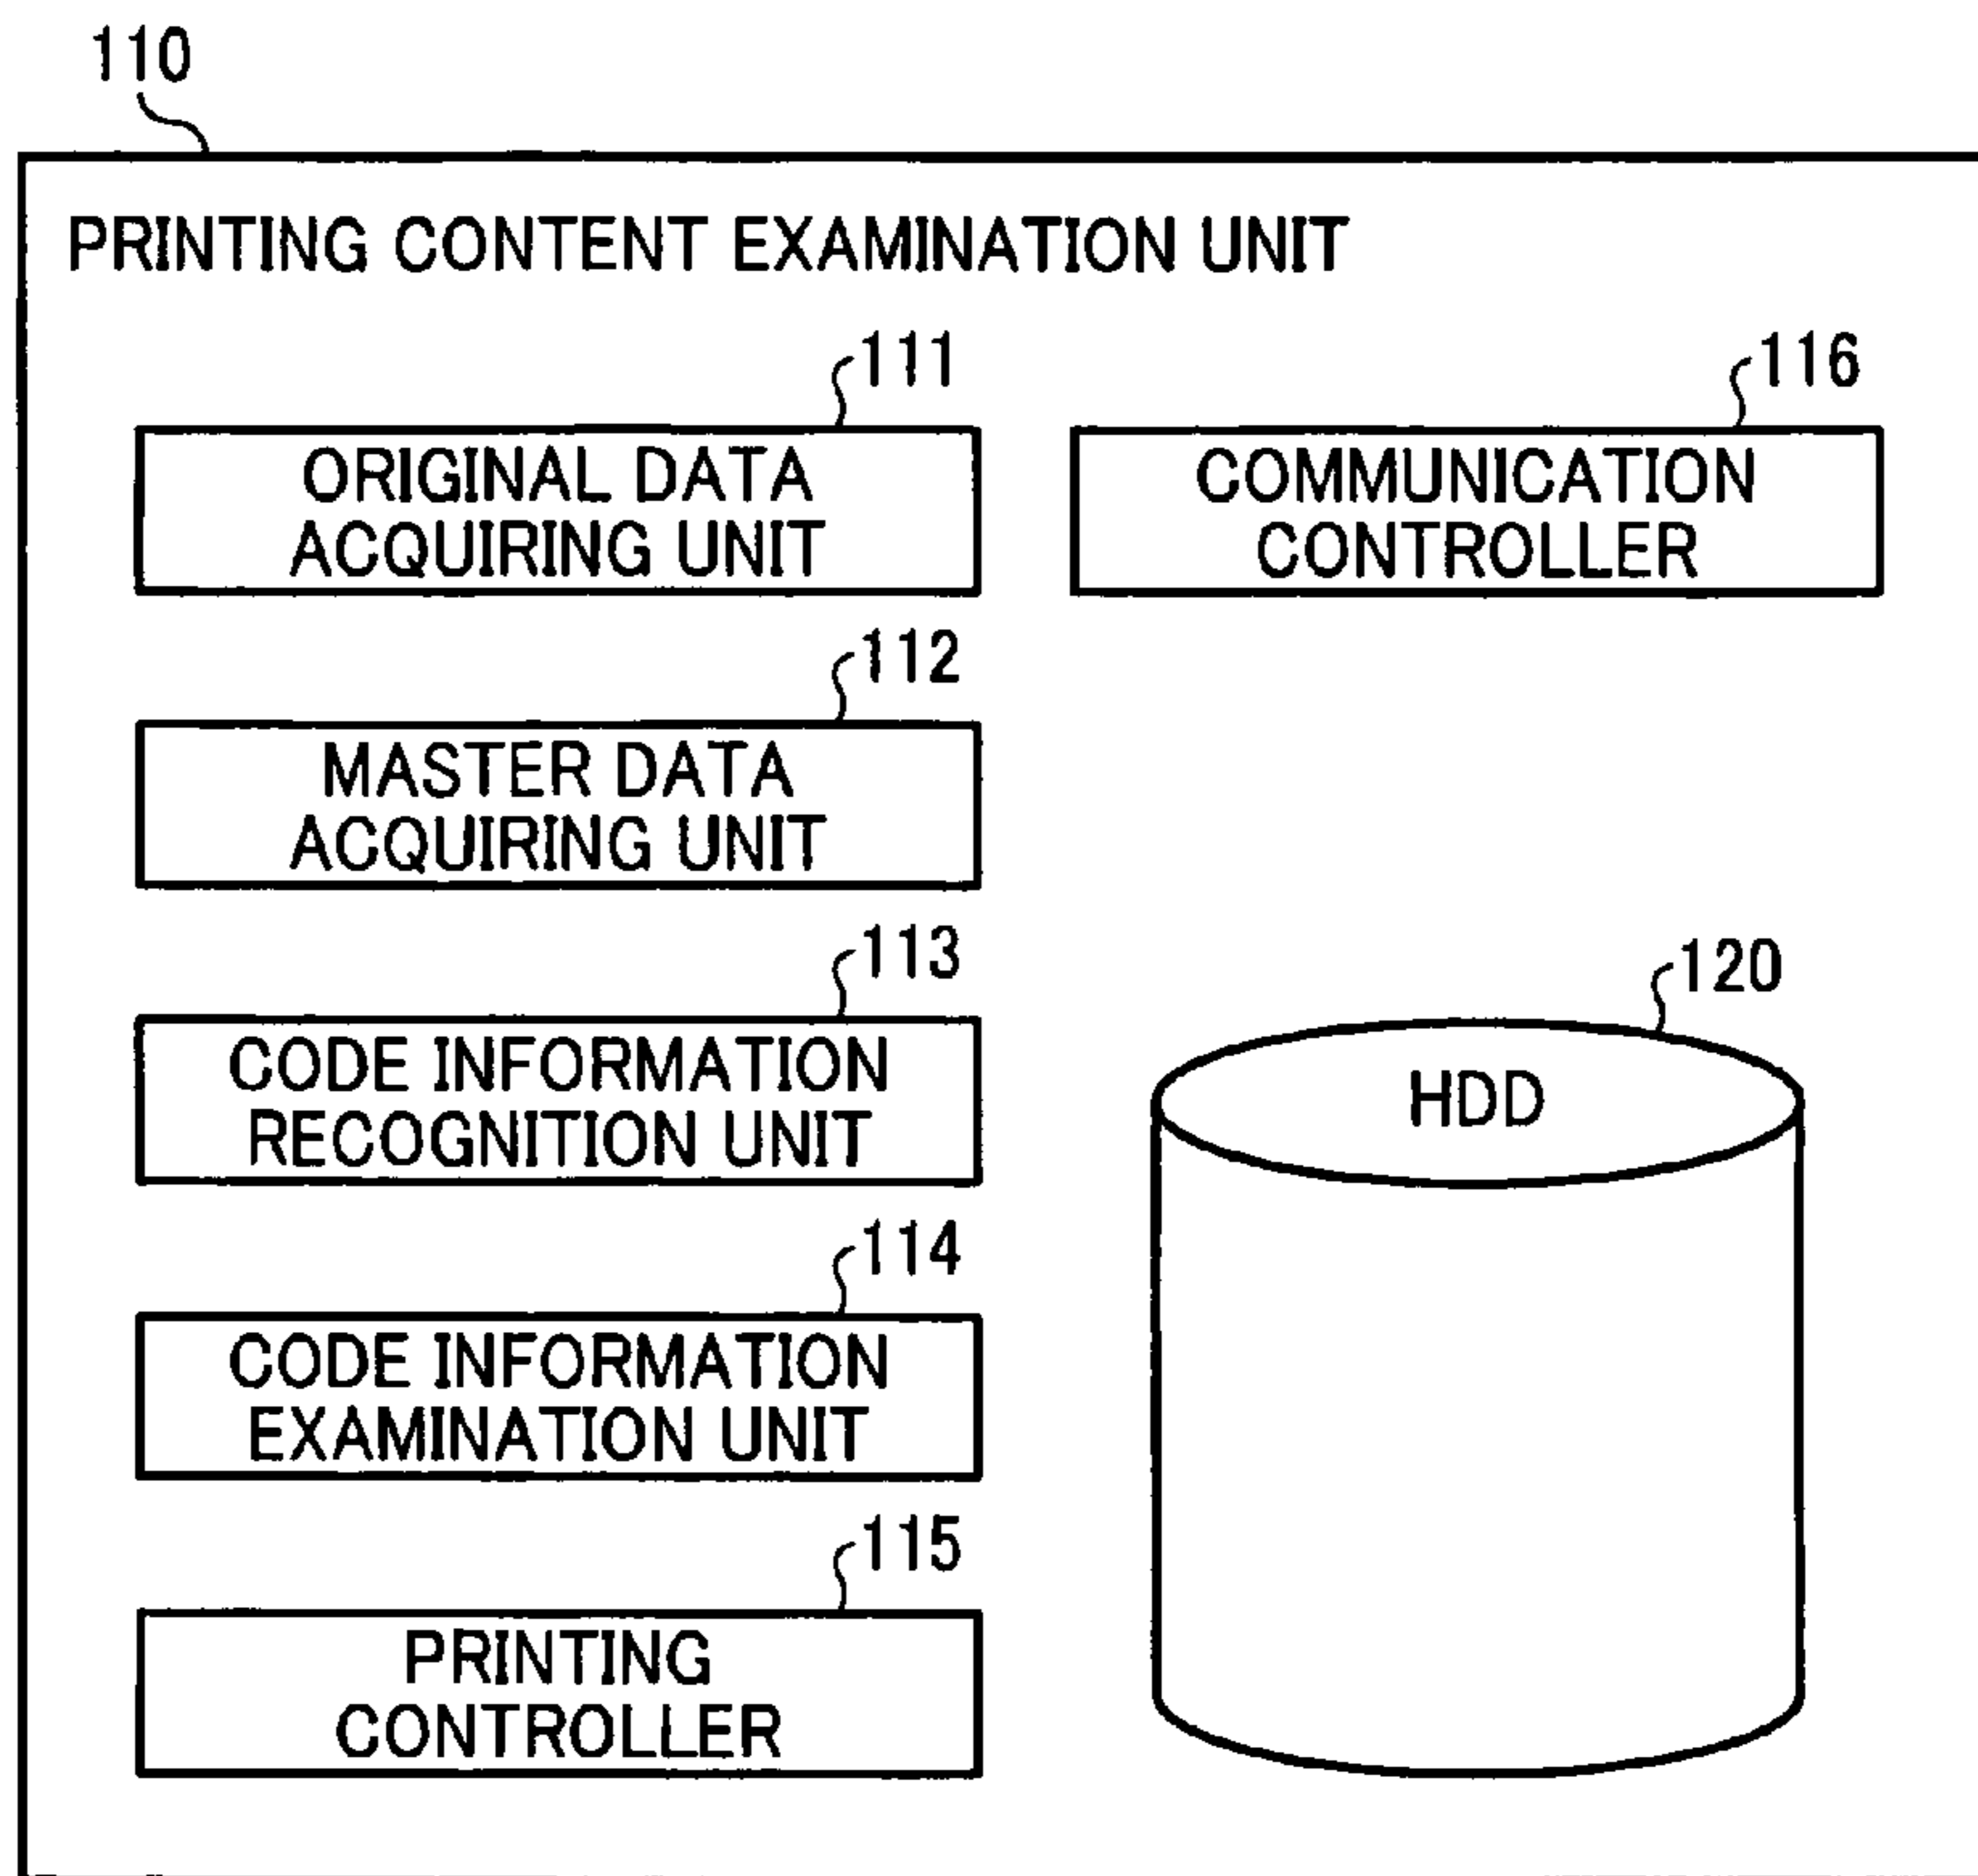 110
PRINTING CONTENT EXAMINATION UNIT
111
ORIGINAL DATA
ACQUIRING UNIT
116
COMMUNICATION
CONTROLLER
112
MASTER DATA
ACQUIRING UNIT
113
CODE INFORMATION
RECOGNITION UNIT
120
HDD
114
CODE INFORMATION
EXAMINATION UNIT
115
PRINTING
CONTROLLER